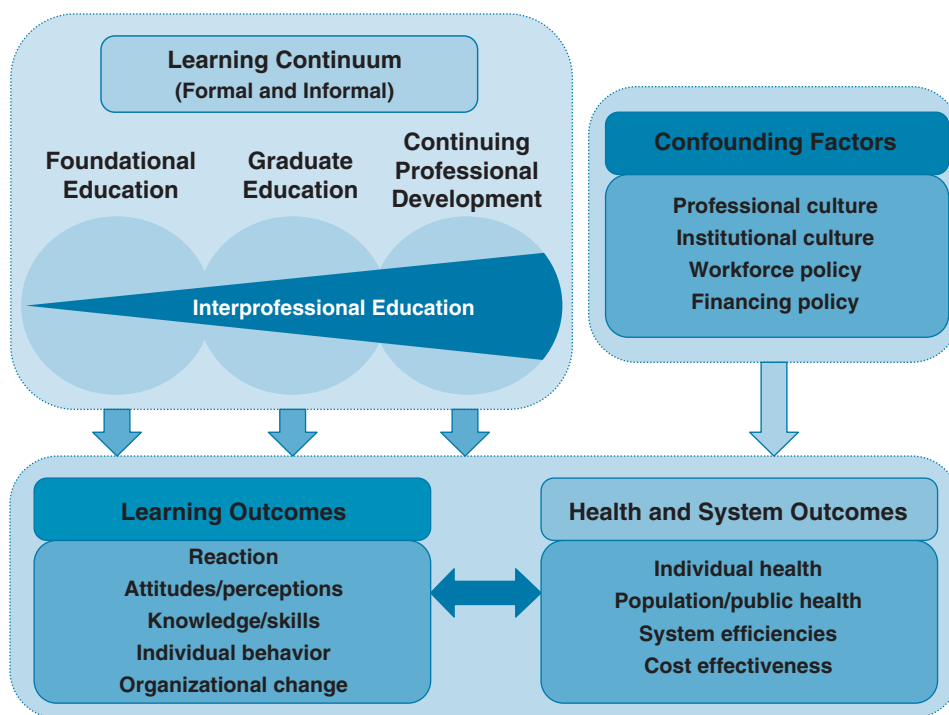 Learning Continuum
(Formal and Informal)
Foundational
Education
Graduate
Education
Continuing
Professional
Development
Interprofessional Education
Confounding Factors
Professional culture
Institutional culture
Workforce policy
Financing policy
Learning Outcomes
Reaction
Attitudes/perceptions
Knowledge/skills
Individual behavior
Organizational change
Health and System Outcomes
Individual health
Population/public health
System efficiencies
Cost effectiveness